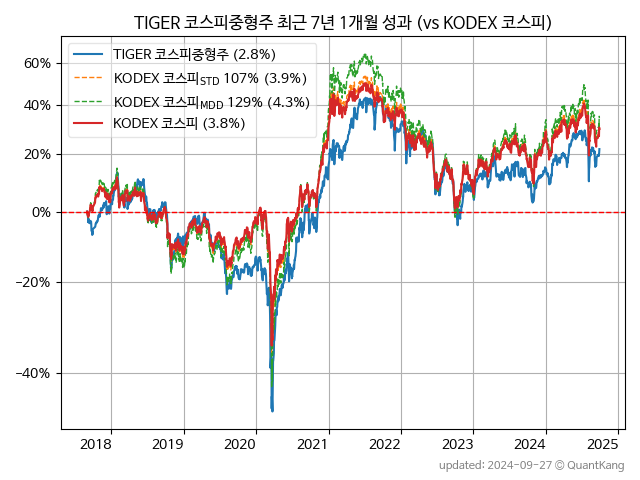 TIGER 코스피중형주 최근 7년 1개월 성과 (vs KODEX 코스피)
TIGER 코스피중형주 (2.8%)
KODEX 코스피STD 107% (3.9%)
KODEX 코스피MDD 129% (4.3%)
KODEX 코스피 (3.8%)
60%
40%
20%
0%
−20%
−40%
2018 2019 2020 2021 2022 2023 2024 2025
updated: 2024-09-27 © QuantKang